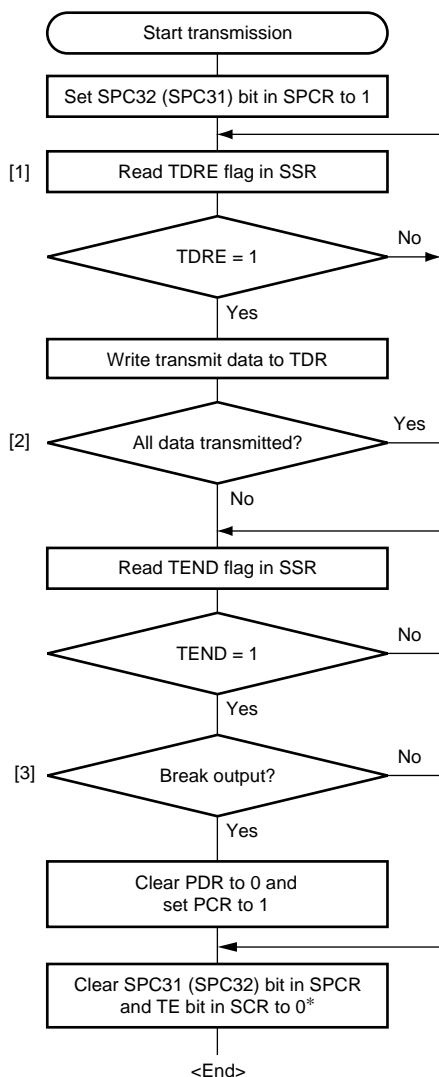 Start transmission
Set SPC32 (SPC31) bit in SPCR to 1
[1]
Read TDRE flag in SSR
TDRE = 1
No
Yes
Write transmit data to TDR
[2]
All data transmitted?
Yes
No
Read TEND flag in SSR
TEND = 1
No
Yes
[3]
Break output?
No
Yes
Clear PDR to 0 and
set PCR to 1
Clear SPC31 (SPC32) bit in SPCR
and TE bit in SCR to 0*
<End>